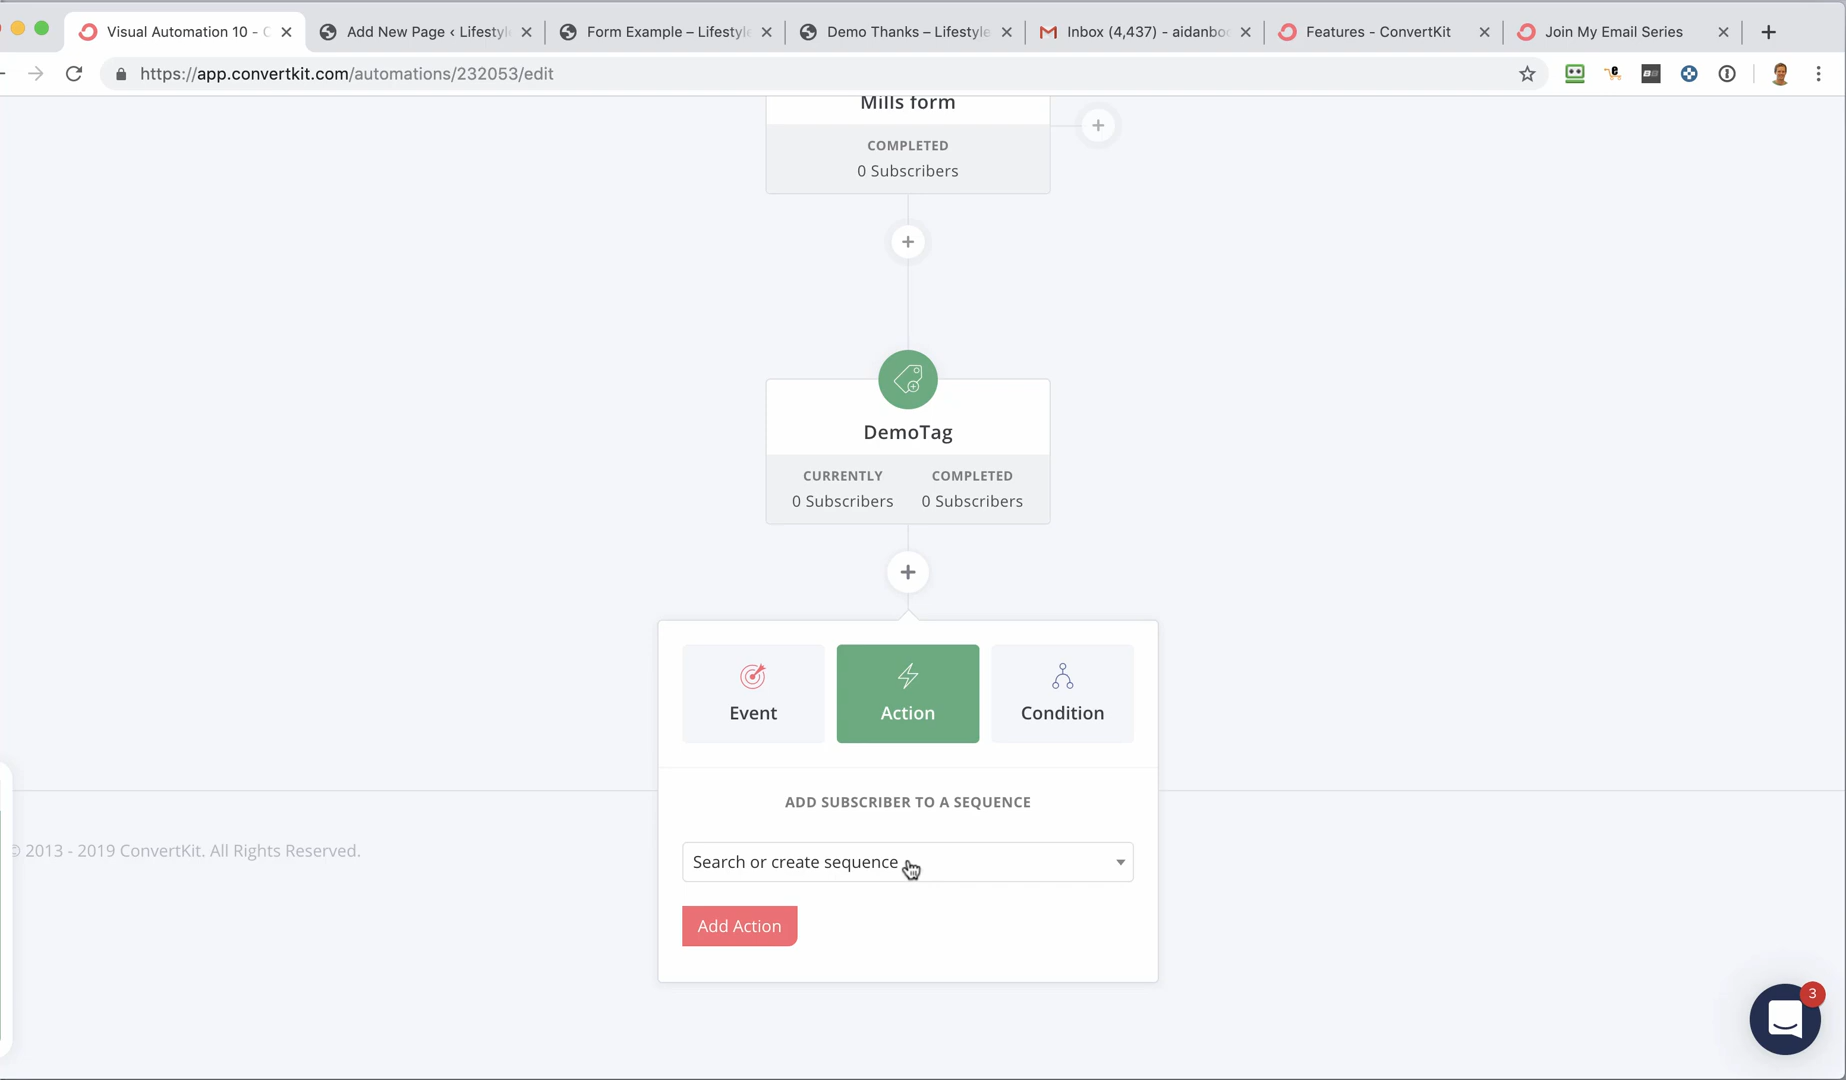 Visual Automation 10 - C
Add New Page ‹ Lifestyl
Form Example – Lifestyle
Demo Thanks – Lifestyle
Inbox (4,437) - aidanboo
Features - ConvertKit
Join My Email Series
https://app.convertkit.com/automations/232053/edit
Mills form
COMPLETED
0 Subscribers
DemoTag
CURRENTLY COMPLETED
0 Subscribers 0 Subscribers
Event Action Condition
ADD SUBSCRIBER TO A SEQUENCE
© 2013 - 2019 ConvertKit. All Rights Reserved.
Search or create sequence
Add Action
3